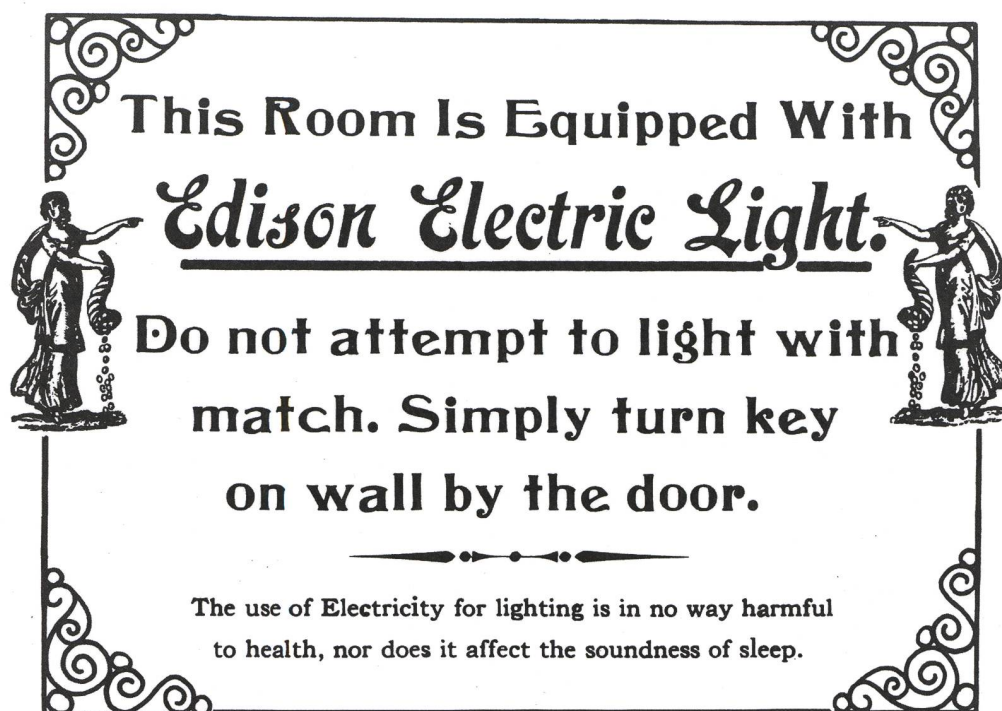 This Room Is Equipped With
Edison Electric Light.
Do not attempt to light with
match. Simply turn key
on wall by the door.
The use of Electricity for lighting is in no way harmful
to health, nor does it affect the soundness of sleep.